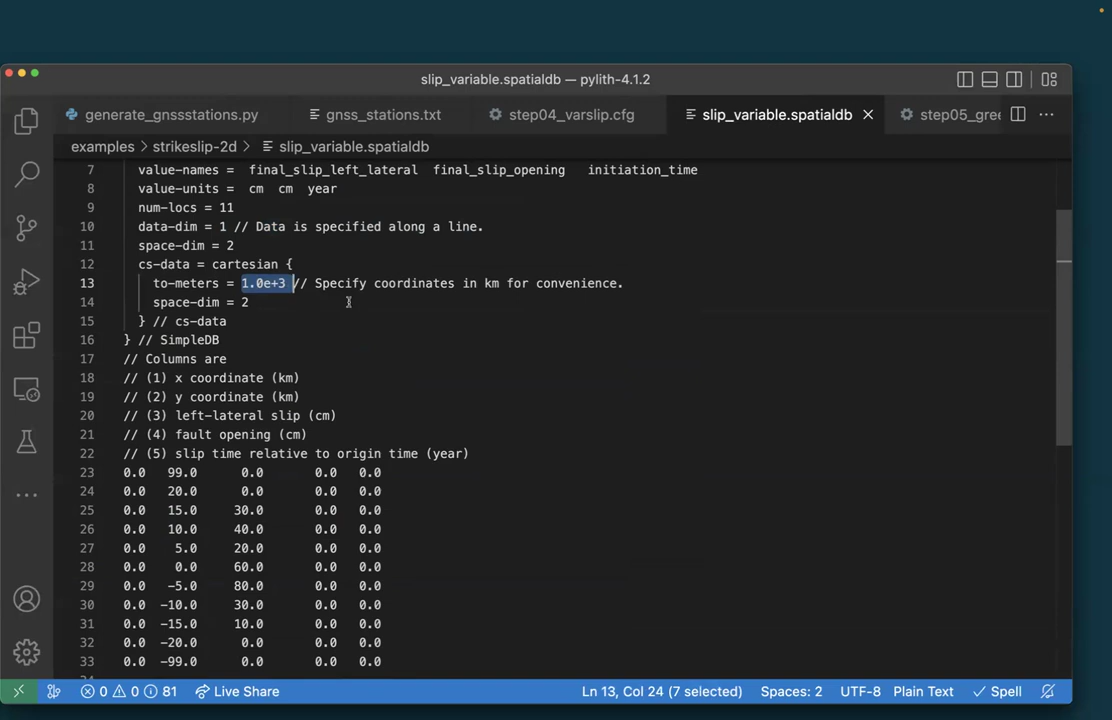 slip_variable.spatialdb — pylith-4.1.2
generate_gnssstations.py gnss_stations.txt step04_varslip.cfg slip_variable.spatialdb step05_gree
examples strikeslip-2d slip_variable.spatialdb
7 value-names = final_slip_left_lateral final_slip_opening initiation_time
8 value-units = cm cm year
9 num-locs = 11
10 data-dim = 1 // Data is specified along a line.
11 space-dim = 2
12 cs-data = cartesian {
13 to-meters = 1.0e+3 // Specify coordinates in km for convenience.
14 space-dim = 2
15 } // cs-data
16 } // SimpleDB
17 // Columns are
18 // (1) x coordinate (km)
19 // (2) y coordinate (km)
20 // (3) left-lateral slip (cm)
21 // (4) fault opening (cm)
22 // (5) slip time relative to origin time (year)
23 0.0 99.0 0.0 0.0 0.0
24 0.0 20.0 0.0 0.0 0.0
25 0.0 15.0 30.0 0.0 0.0
26 0.0 10.0 40.0 0.0 0.0
27 0.0 5.0 20.0 0.0 0.0
28 0.0 0.0 60.0 0.0 0.0
29 0.0 -5.0 80.0 0.0 0.0
30 0.0 -10.0 30.0 0.0 0.0
31 0.0 -15.0 10.0 0.0 0.0
32 0.0 -20.0 0.0 0.0 0.0
33 0.0 -99.0 0.0 0.0 0.0
0 0 81 Live Share Ln 13, Col 24 (7 selected) Spaces: 2 UTF-8 Plain Text Spell